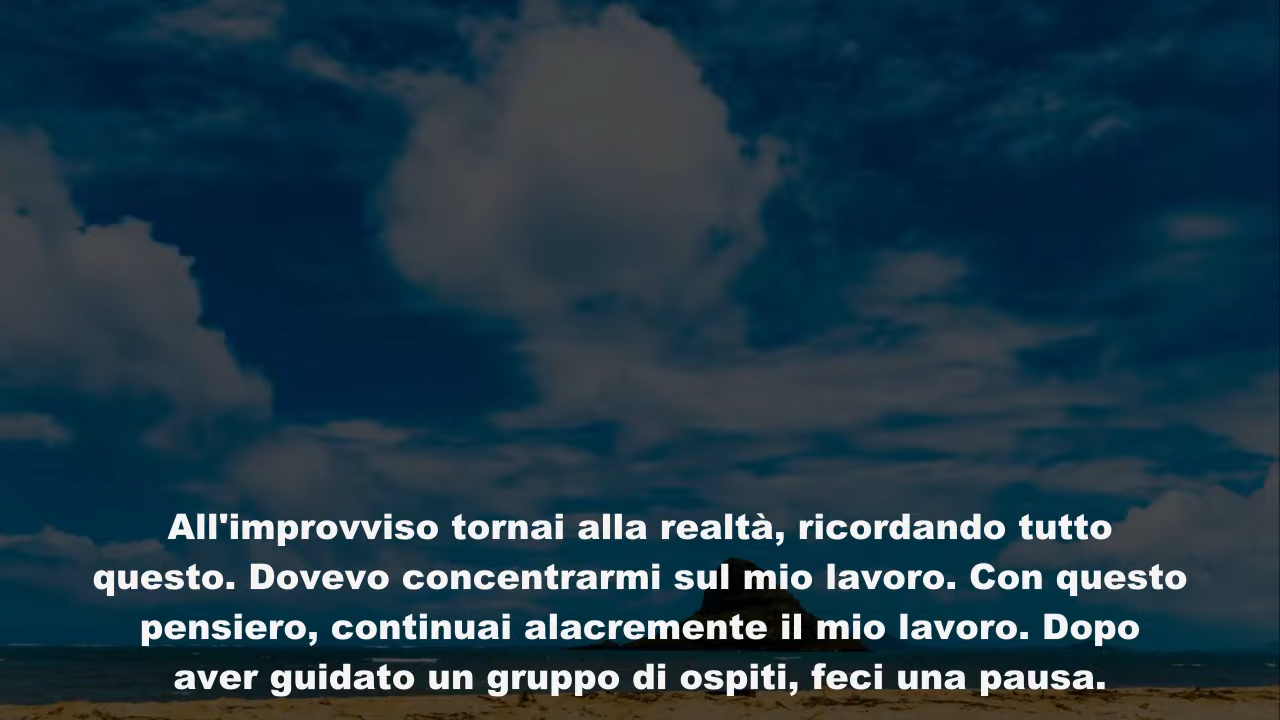 All'improvviso tornai alla realtà, ricordando tutto
questo. Dovevo concentrarmi sul mio lavoro. Con questo
pensiero, continuai alacremente il mio lavoro. Dopo
aver guidato un gruppo di ospiti, feci una pausa.